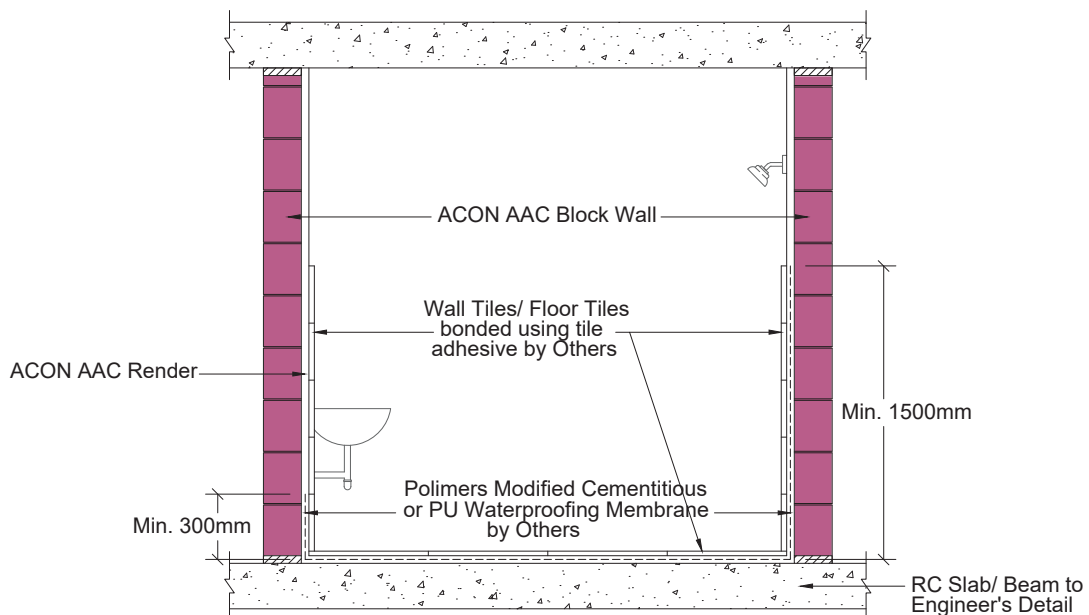 ACON AAC Block Wall
Wall Tiles/ Floor Tiles
bonded using tile
adhesive by Others
ACON AAC Render
Min. 1500mm
Polimers Modified Cementitious
or PU Waterproofing Membrane
by Others
Min. 300mm
RC Slab/ Beam to
Engineer's Detail